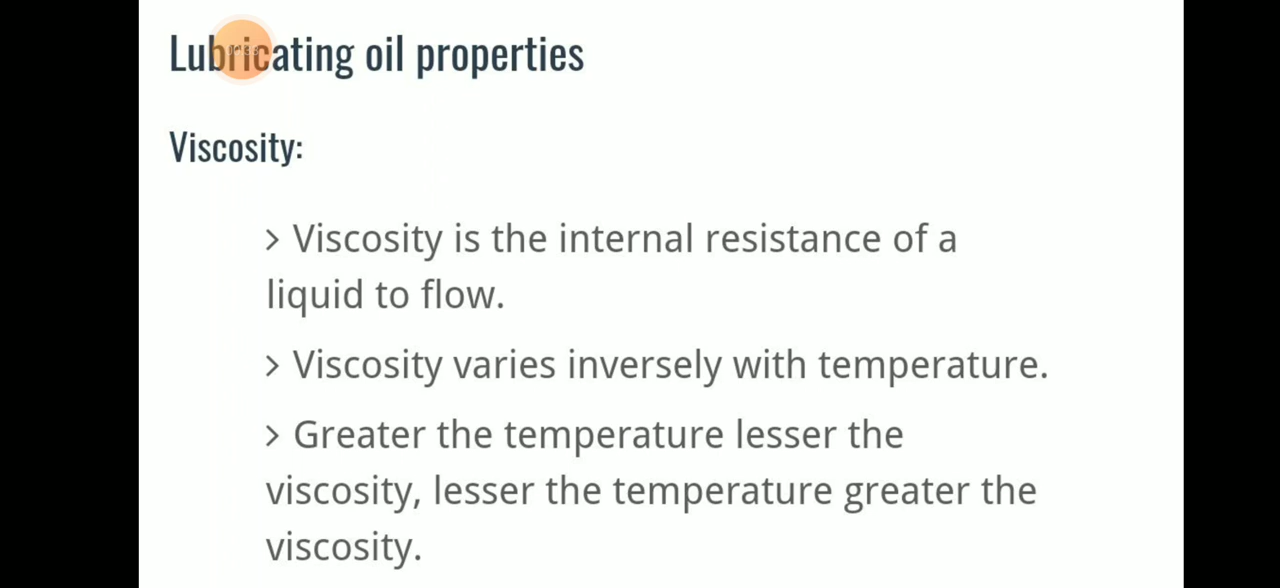 Lubricating oil properties
Viscosity:
> Viscosity is the internal resistance of a
liquid to flow.
> Viscosity varies inversely with temperature.
> Greater the temperature lesser the
viscosity, lesser the temperature greater the
viscosity.